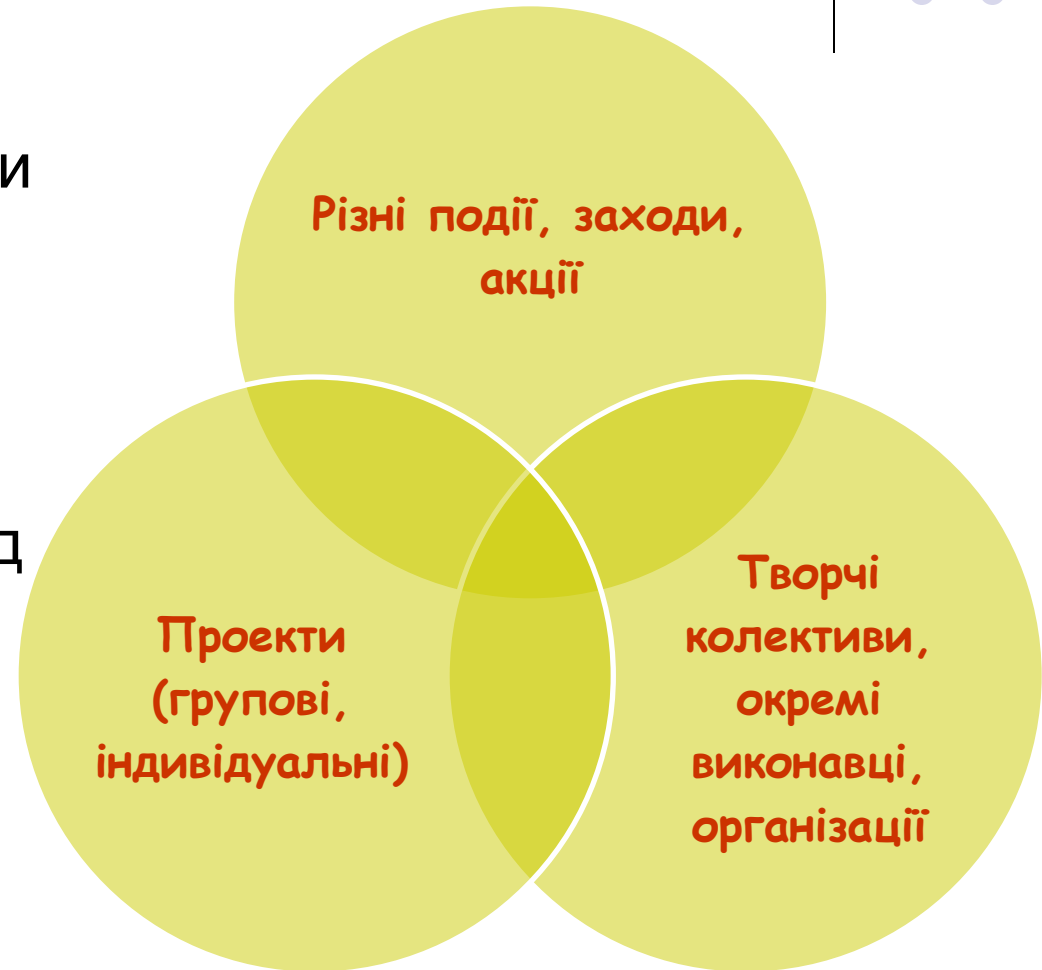 и
Різні події, заходи,
акції
д
Проекти
(групові,
індивідуальні)
Творчі
колективи,
окремі
виконавці,
організації